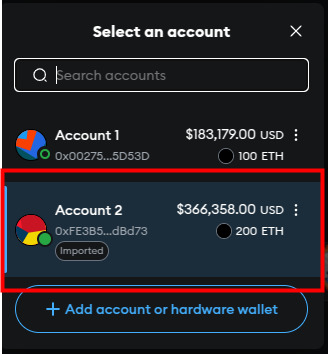 Select an account
Search accounts
Account 1
$183,179.00 USD
0x00275...5D53D
100 ETH
Account 2
$366,358.00 USD
0xFE3B5...dBd73
200 ETH
Imported
+ Add account or hardware wallet